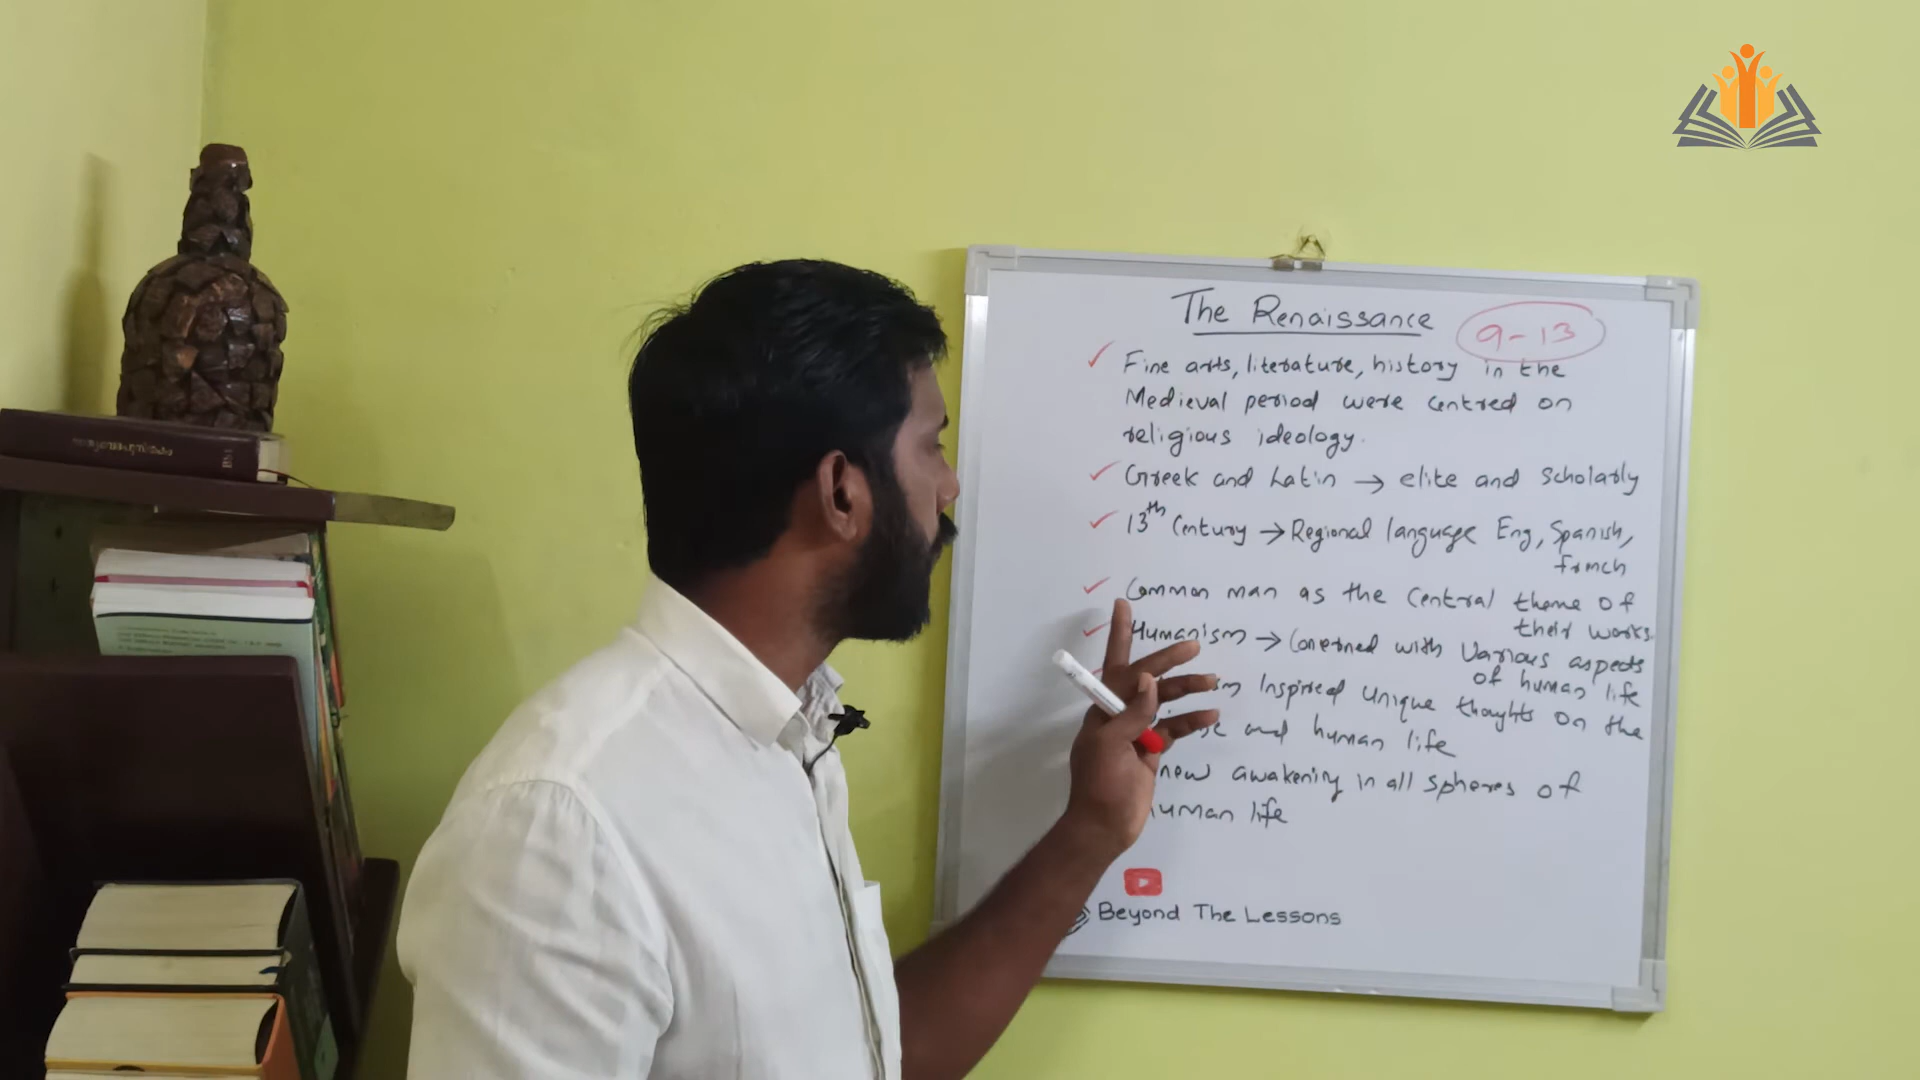 The Renaissance
9-13
Fine arts, literature, history in the
Medieval period were centred on
religious ideology.
Greek and Latin → elite and scholarly
13th Century → Regional language Eng, Spanish,
french
Common man as the Central theme of
their works.
Humanism → Concerned with various aspects
of human life
Inspired unique thoughts on the
and human life
new awakening in all spheres of
human life
Beyond The Lessons
BSI